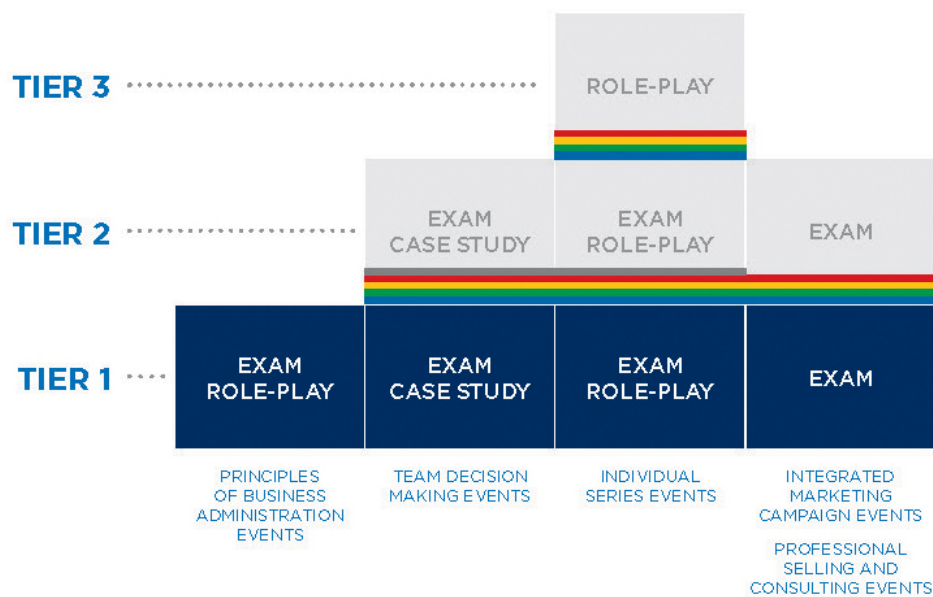 TIER 3
ROLE-PLAY
TIER 2
EXAM
CASE STUDY
EXAM
ROLE-PLAY
EXAM
TIER 1
EXAM
ROLE-PLAY
EXAM
CASE STUDY
EXAM
ROLE-PLAY
EXAM
PRINCIPLES
OF BUSINESS
ADMINISTRATION
EVENTS
TEAM DECISION
MAKING EVENTS
INDIVIDUAL
SERIES EVENTS
INTEGRATED
MARKETING
CAMPAIGN EVENTS
PROFESSIONAL
SELLING AND
CONSULTING EVENTS